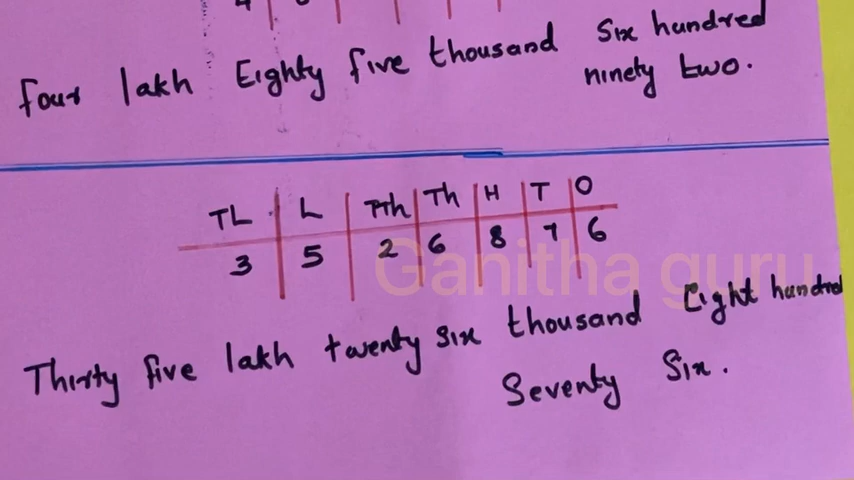 Four lakh Eighty five thousand Six hundred
ninety two.
TL L TTh Th H T O
3 5 2 6 8 7 6
Ganitha guru
Thirty five lakh twenty six thousand Eight hundred
Seventy Six.